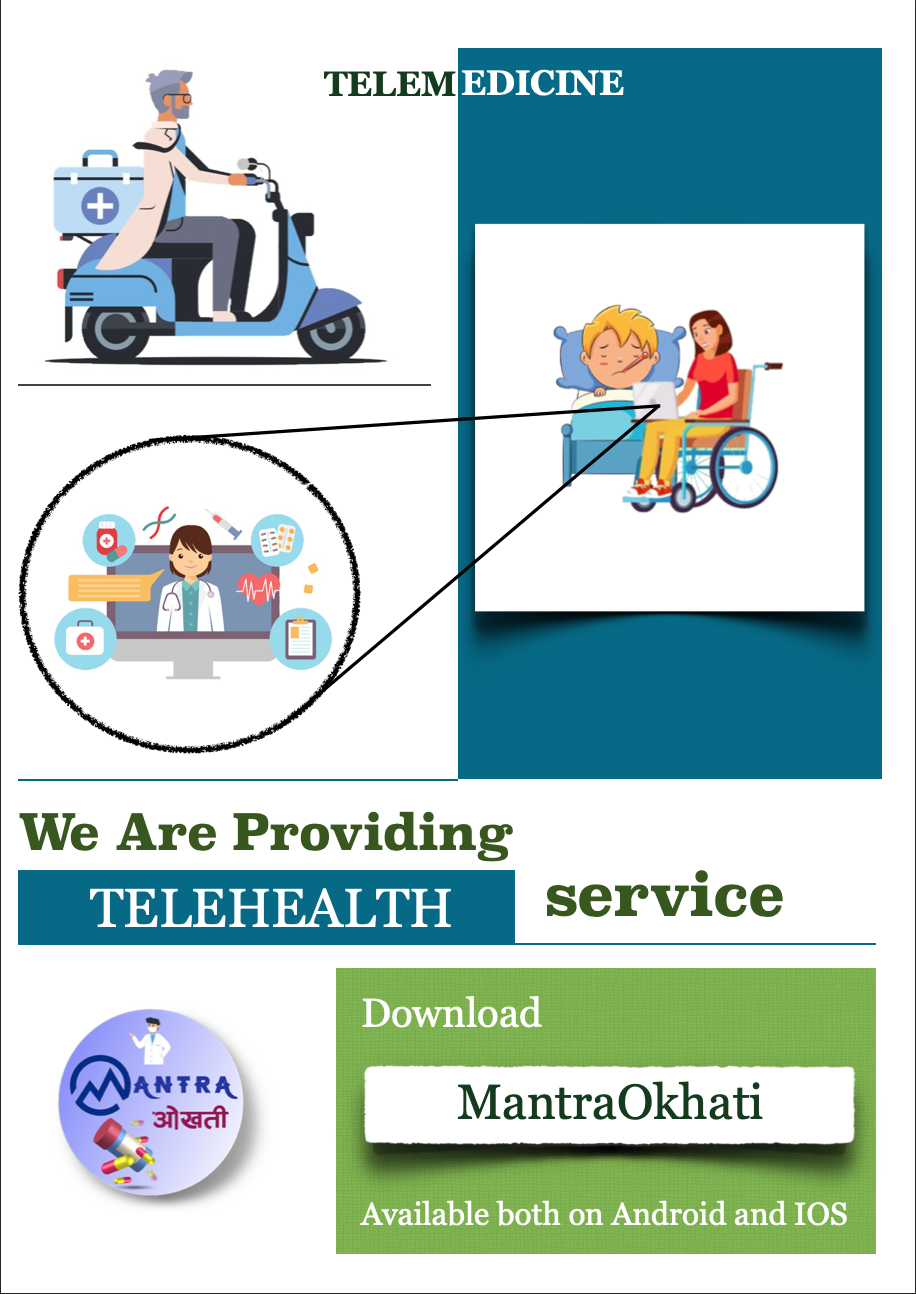 TELEMEDICINE
We Are Providing
TELEHEALTH
service
MANTRA
ओखती
Download
MantraOkhati
Available both on Android and IOS